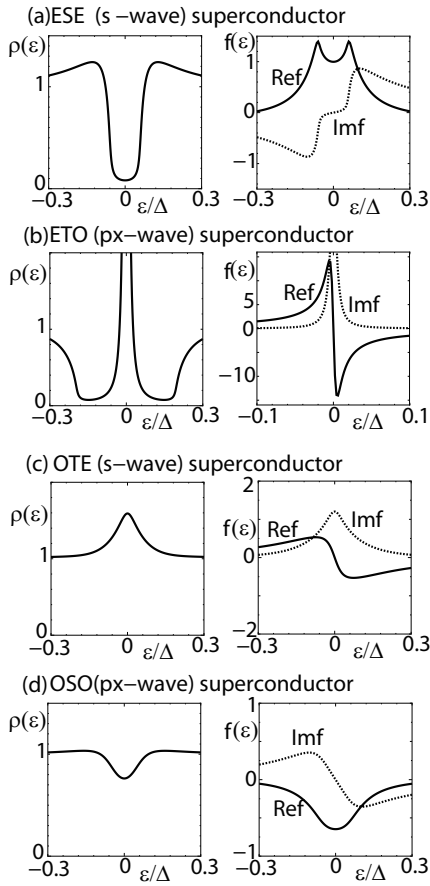 (a)ESE (s −wave) superconductor
ρ(ε)
1
0
−0.3
0
ε/Δ
0.3
f(ε)
Ref
Imf
1
0
−1
−0.3
0
ε/Δ
0.3
(b)ETO (px−wave) superconductor
ρ(ε)
1
0
−0.3
0
ε/Δ
0.3
f(ε)
Ref
Imf
5
0
−10
−0.1
0
ε/Δ
0.1
(c) OTE (s−wave) superconductor
ρ(ε)
1
0
−0.3
0
ε/Δ
0.3
2
f(ε)
Ref
Imf
0
−2
−0.3
0
ε/Δ
0.3
(d) OSO(px−wave) superconductor
ρ(ε)
1
0
−0.3
0
ε/Δ
0.3
1
f(ε)
Imf
0
Ref
−1
−0.3
0
ε/Δ
0.3